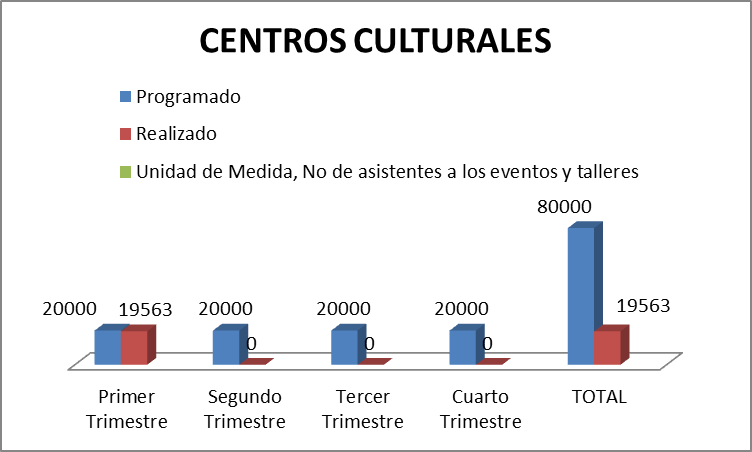 CENTROS CULTURALES
Programado
Realizado
Unidad de Medida, No de asistentes a los eventos y talleres
80000
20000 19563 20000 0 20000 0 20000 0 19563
Primer Trimestre
Segundo Trimestre
Tercer Trimestre
Cuarto Trimestre
TOTAL